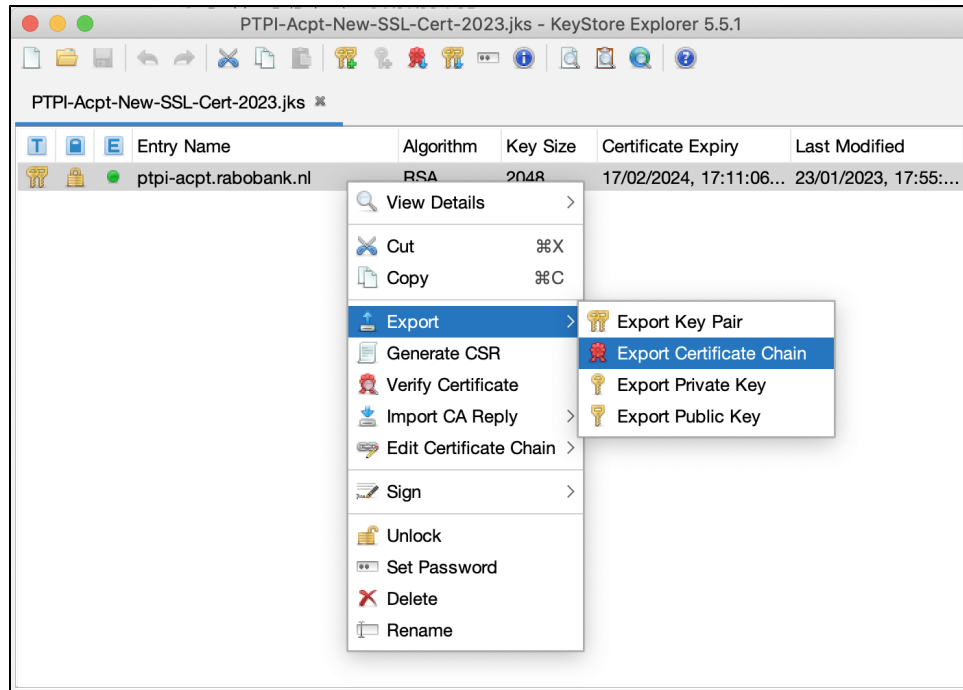 PTPI-Acpt-New-SSL-Cert-2023.jks - KeyStore Explorer 5.5.1
PTPI-Acpt-New-SSL-Cert-2023.jks
T E Entry Name Algorithm Key Size Certificate Expiry Last Modified
ptpi-acpt.rabobank.nl RSA 2048 17/02/2024, 17:11:06... 23/01/2023, 17:55:...
View Details
Cut ⌘X
Copy ⌘C
Export
Generate CSR
Verify Certificate
Import CA Reply
Edit Certificate Chain
Sign
Unlock
Set Password
Delete
Rename
Export Key Pair
Export Certificate Chain
Export Private Key
Export Public Key